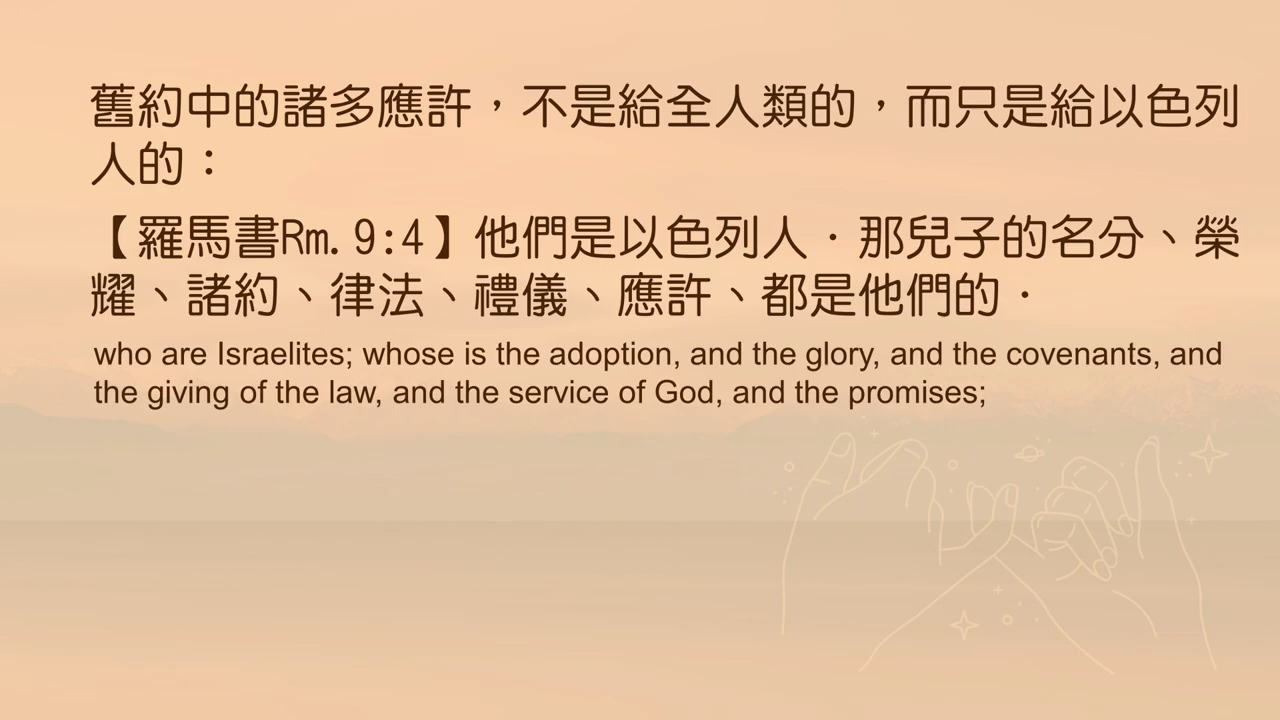 舊約中的諸多應許，不是給全人類的，而只是給以色列
人的：
【羅馬書Rm. 9:4】他們是以色列人．那兒子的名分、榮
耀、諸約、律法、禮儀、應許、都是他們的．
who are Israelites; whose is the adoption, and the glory, and the covenants, and
the giving of the law, and the service of God, and the promises;